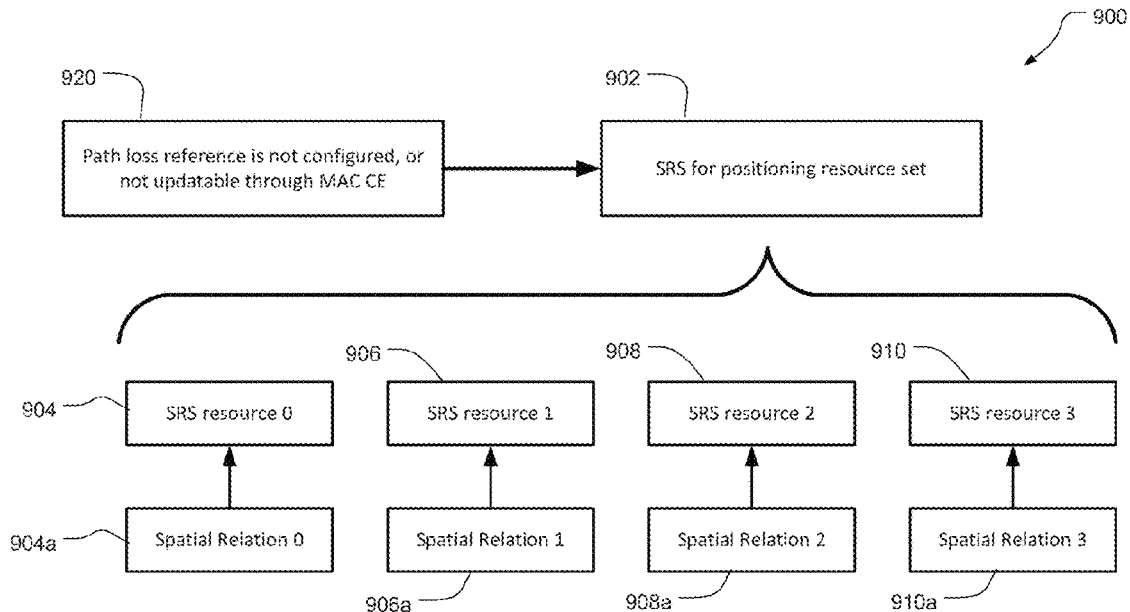 900
920
902
Path loss reference is not configured, or
not updatable through MAC CE
SRS for positioning resource set
906
908
910
904
SRS resource 0
SRS resource 1
SRS resource 2
SRS resource 3
904a
Spatial Relation 0
Spatial Relation 1
Spatial Relation 2
Spatial Relation 3
906a
908a
910a